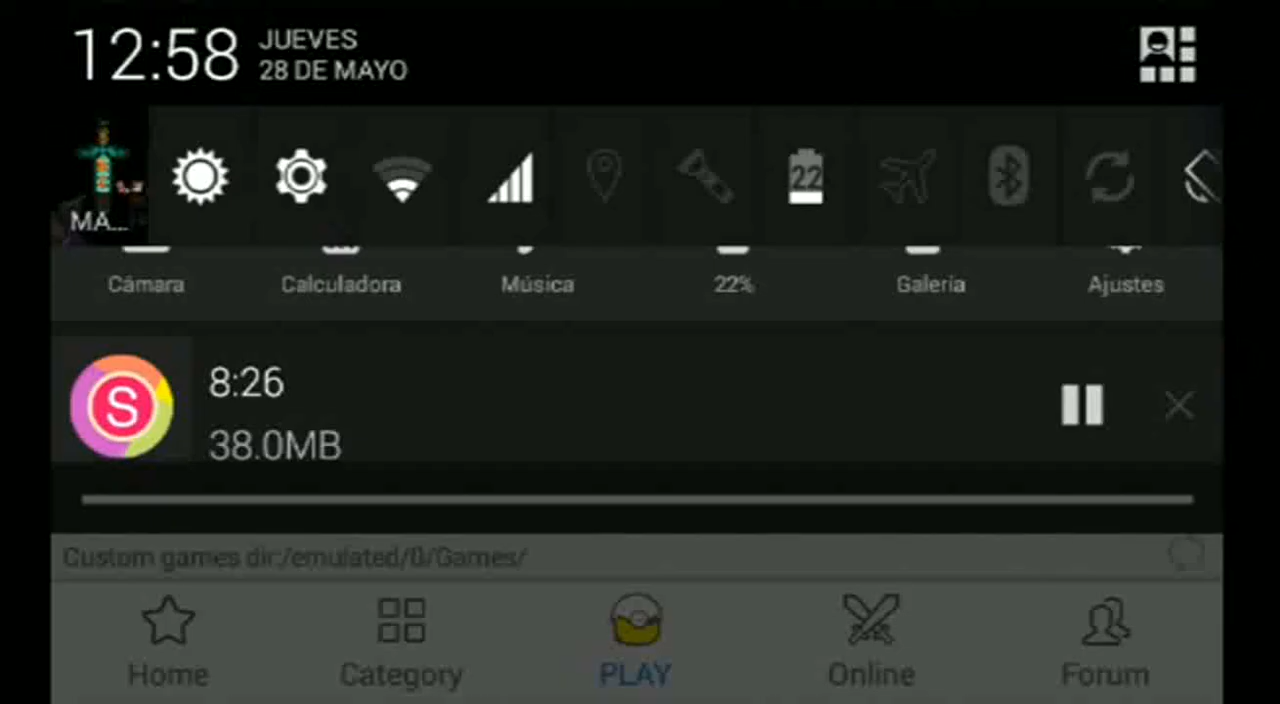 12:58
JUEVES
28 DE MAYO
22
MA...
Cámara
Calculadora
Música
22%
Galería
Ajustes
S
8:26
38.0MB
Custom games dir:/emulated/0/Games/
Home
Category
PLAY
Online
Forum